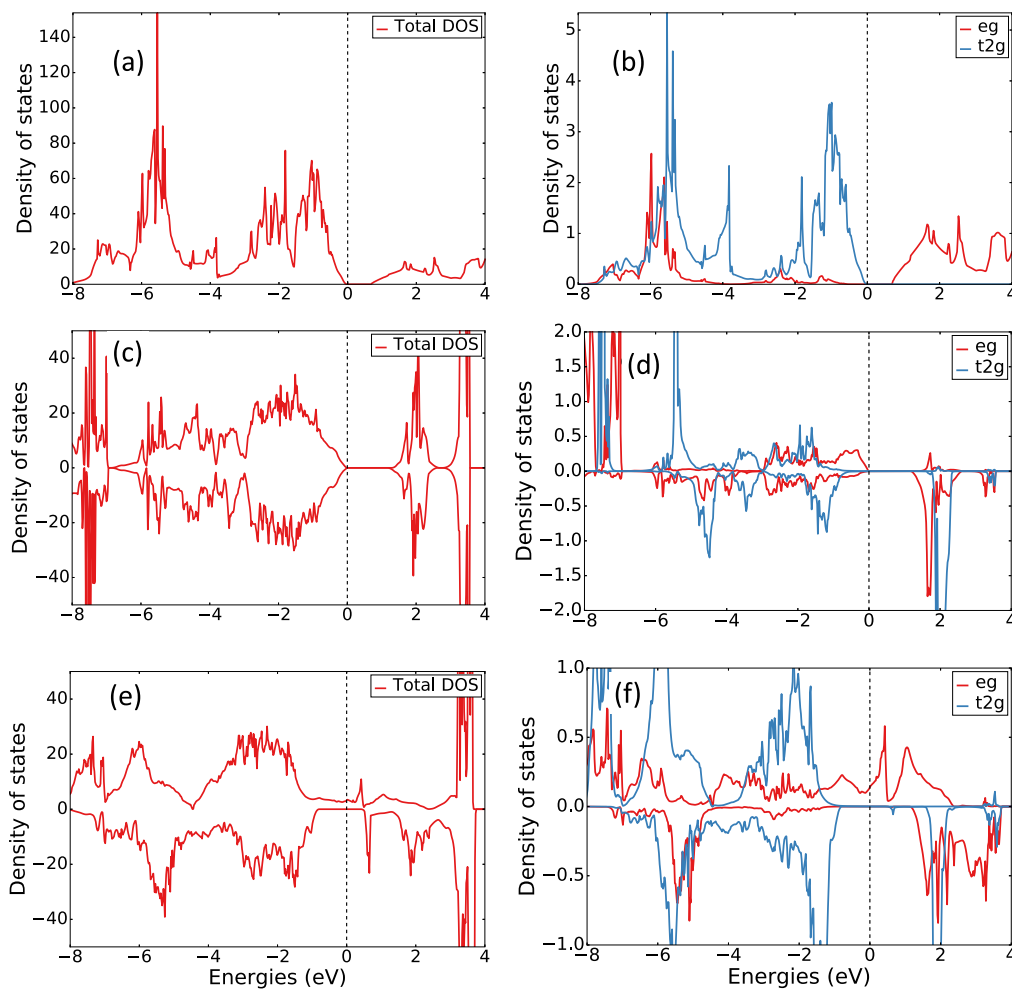 (a)
Total DOS
Density of states
140
120
100
80
60
40
20
0
−8 −6 −4 −2 0 2 4
(b)
eg
t2g
Density of states
5
4
3
2
1
0
−8 −6 −4 −2 0 2 4
(c)
Total DOS
Density of states
40
20
0
−20
−40
−8 −6 −4 −2 0 2 4
(d)
eg
t2g
Density of states
2.0
1.5
1.0
0.5
0.0
−0.5
−1.0
−1.5
−2.0
−8 −6 −4 −2 0 2 4
(e)
Total DOS
Density of states
40
20
0
−20
−40
−8 −6 −4 −2 0 2 4
Energies (eV)
(f)
eg
t2g
Density of states
1.0
0.5
0.0
−0.5
−1.0
−8 −6 −4 −2 0 2 4
Energies (eV)